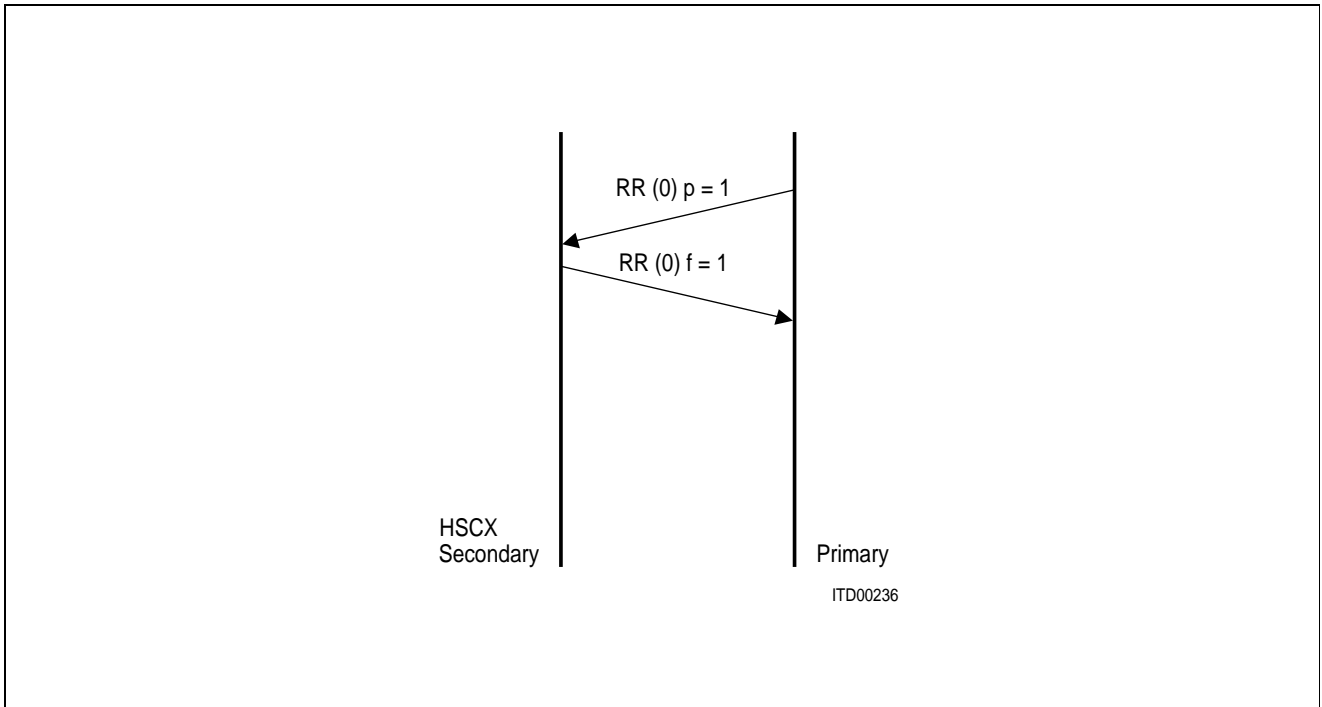 RR (0) p = 1
RR (0) f = 1
HSCX
Secondary
Primary
ITD00236